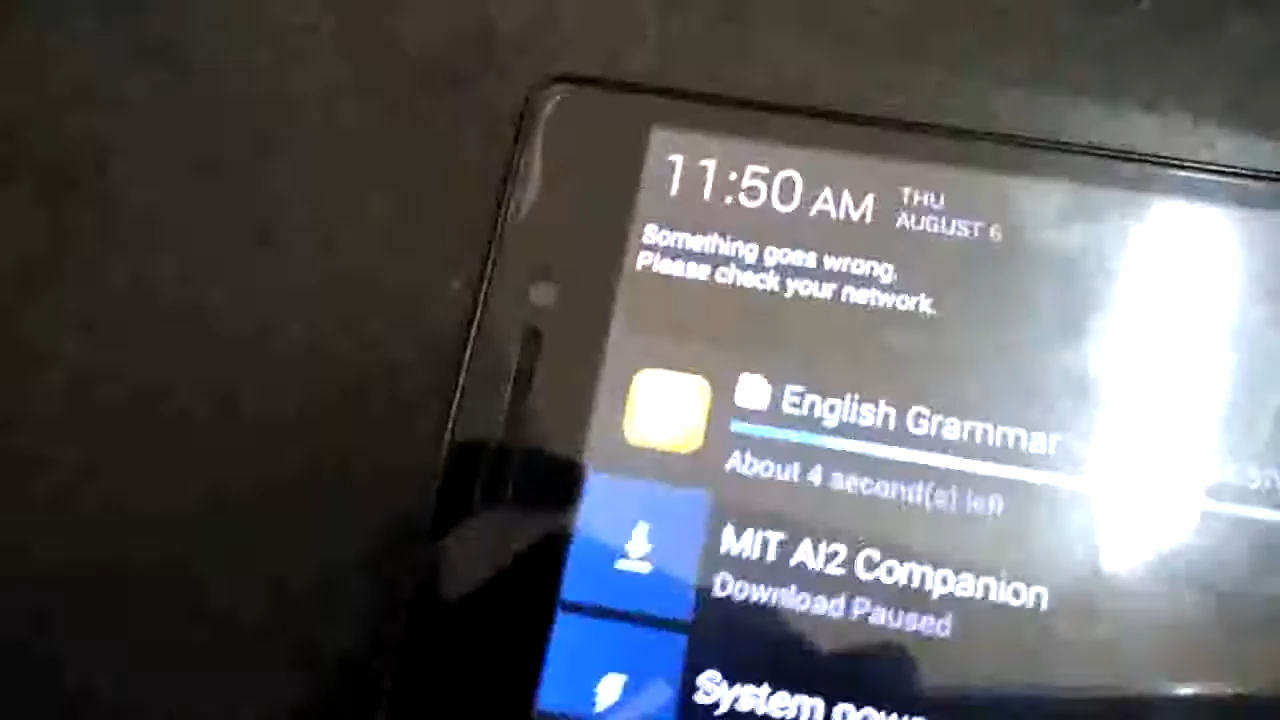 11:50 AM
THU
AUGUST 6
Something goes wrong.
Please check your network.
English Grammar
About 4 second(s) left
MIT AI2 Companion
Download Paused
System